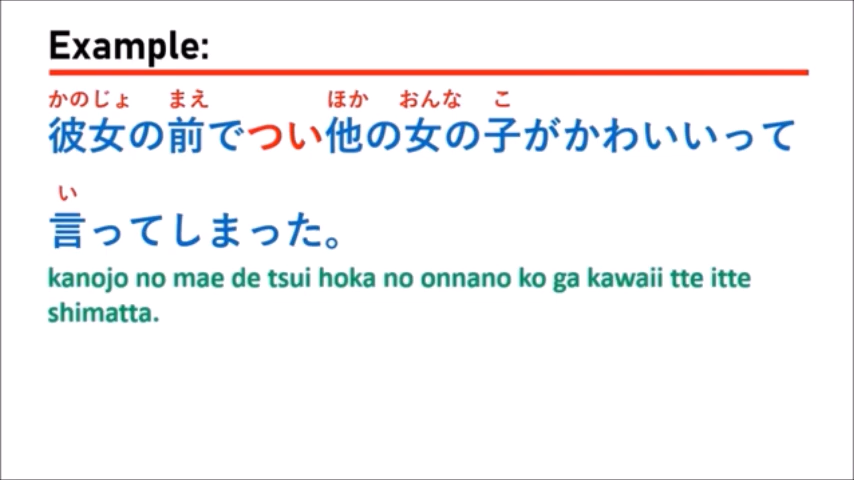 Example:
かのじょ まえ ほか おんな こ
彼女の前でつい他の女の子がかわいいって
い
言ってしまった。
kanojo no mae de tsui hoka no onnano ko ga kawaii tte itte
shimatta.